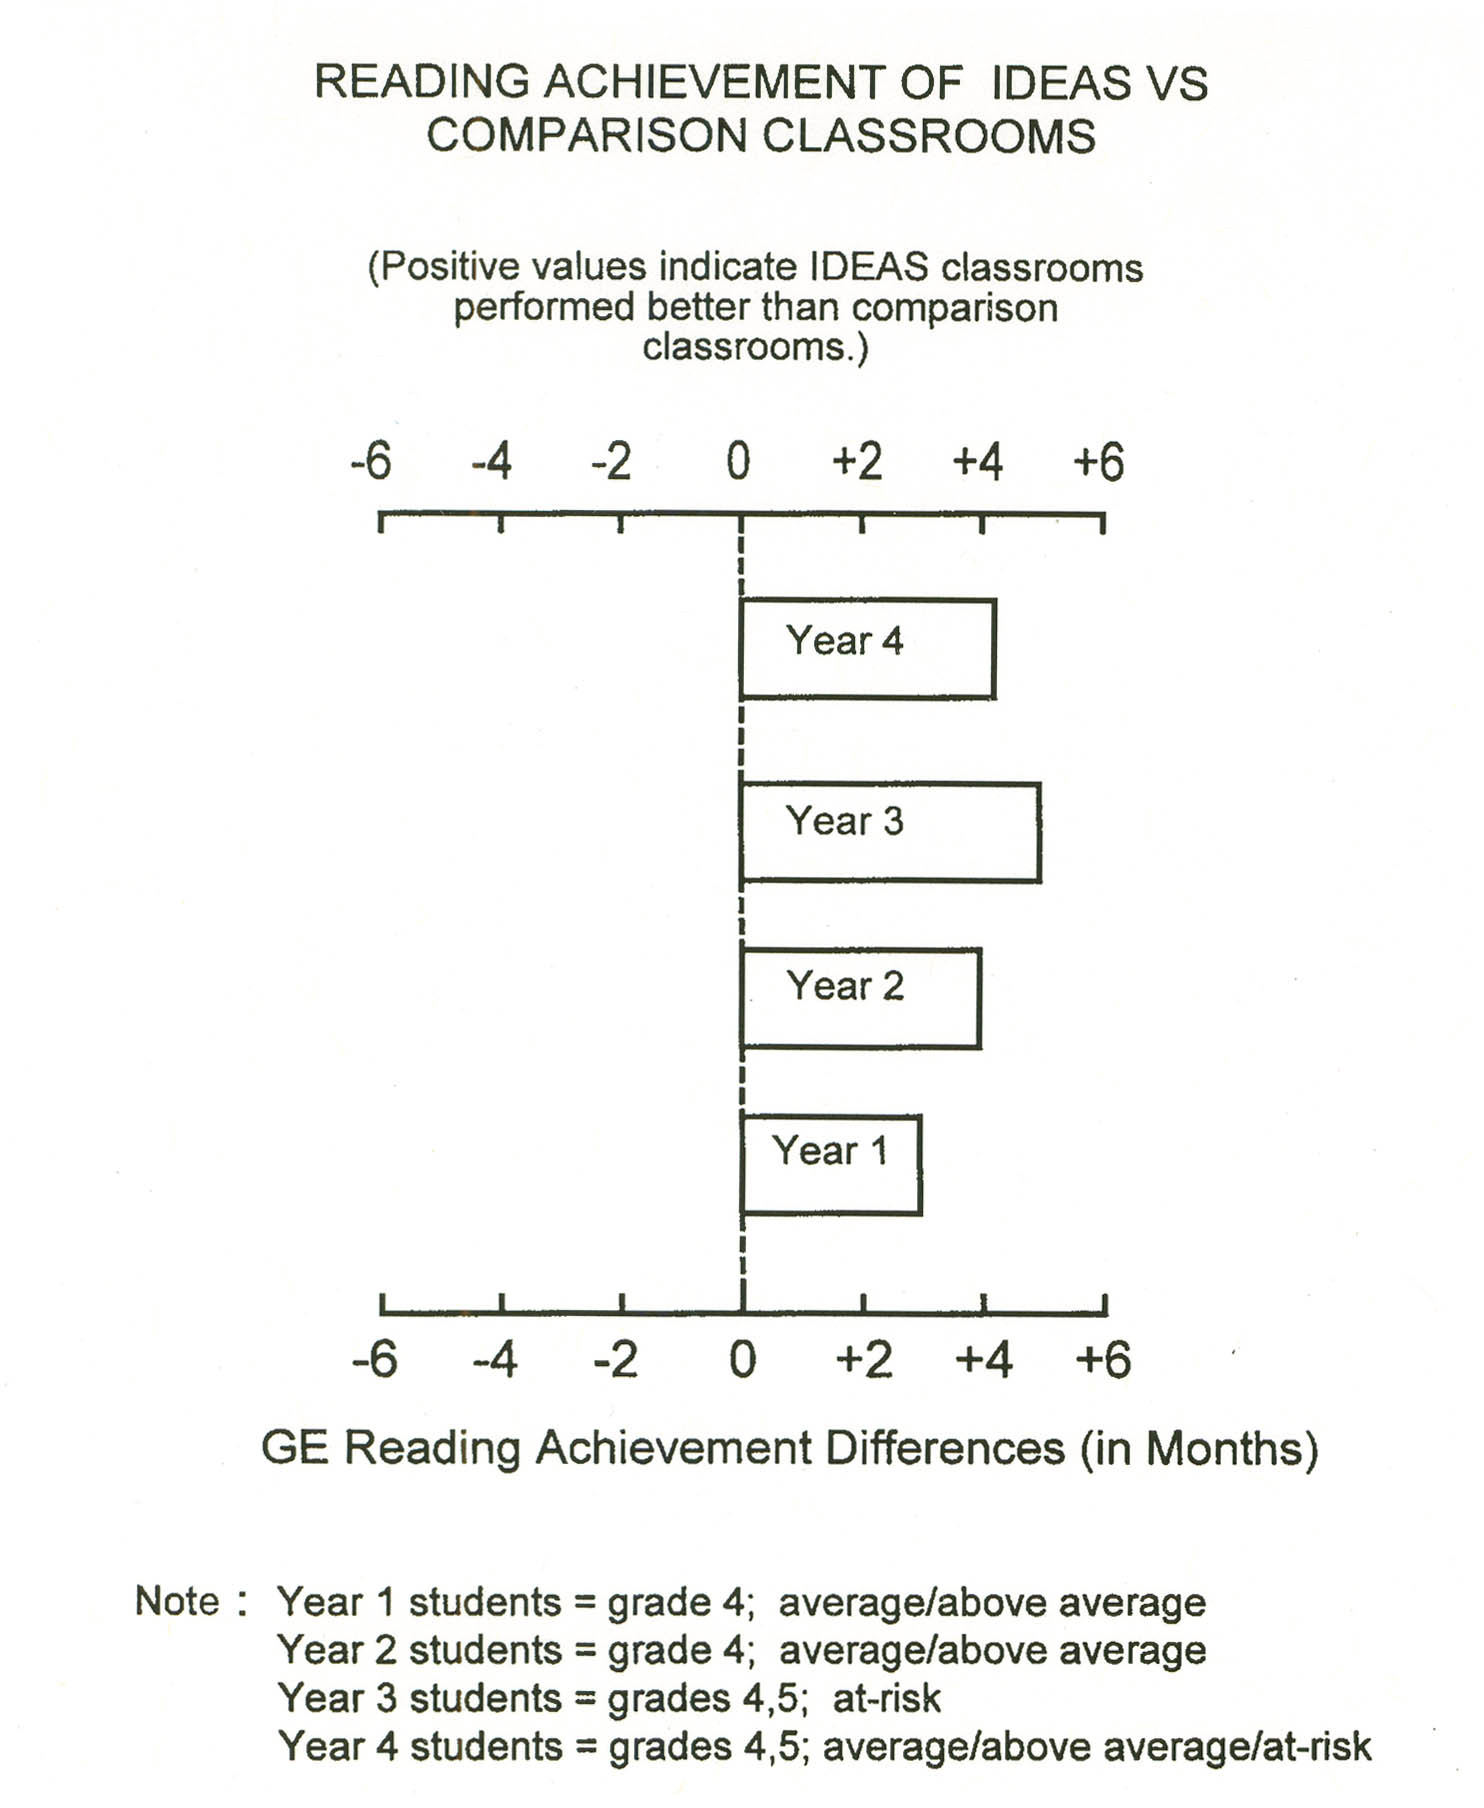 READING ACHIEVEMENT OF IDEAS VS
COMPARISON CLASSROOMS
(Positive values indicate IDEAS classrooms
performed better than comparison
classrooms.)
-6 -4 -2 0 +2 +4 +6
Year 4
Year 3
Year 2
Year 1
-6 -4 -2 0 +2 +4 +6
GE Reading Achievement Differences (in Months)
Note : Year 1 students = grade 4; average/above average
Year 2 students = grade 4; average/above average
Year 3 students = grades 4,5; at-risk
Year 4 students = grades 4,5; average/above average/at-risk